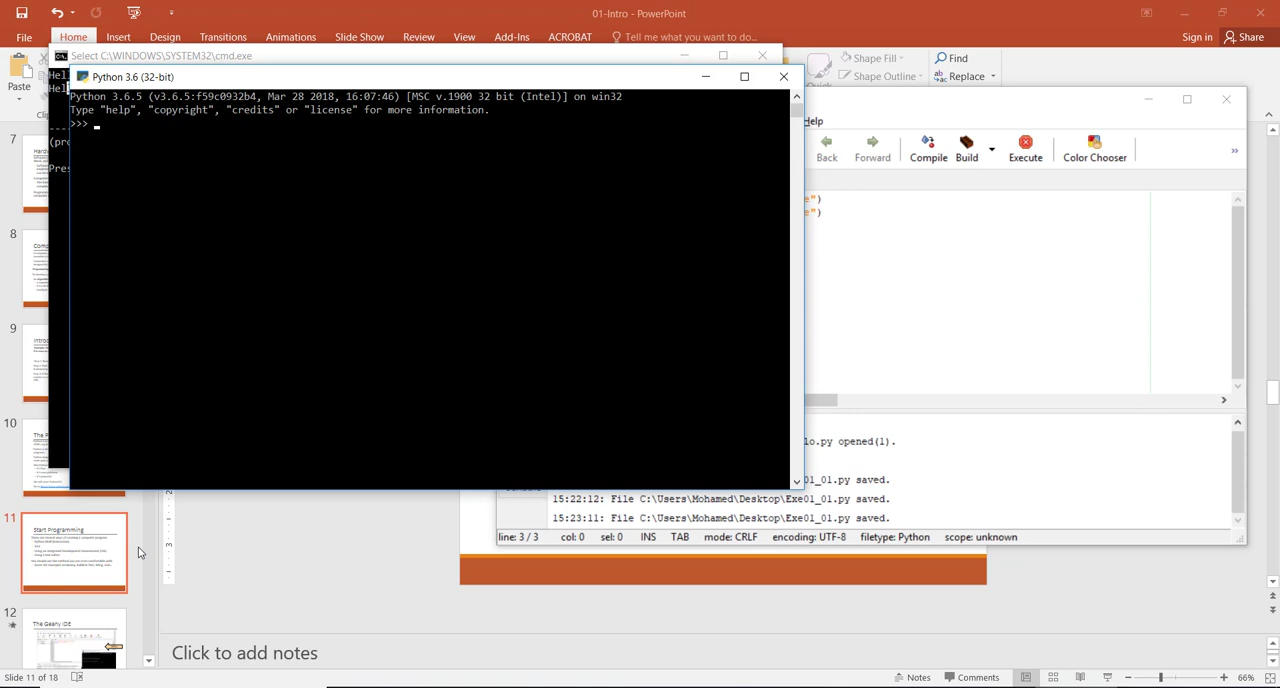 01-Intro - PowerPoint
File Home Insert Design Transitions Animations Slide Show Review View Add-Ins ACROBAT Tell me what you want to do... Sign in Share
Select C:\WINDOWS\SYSTEM32\cmd.exe
Paste
Shape Fill
Find
Shape Outline
Replace
Python 3.6 (32-bit)
Python 3.6.5 (v3.6.5:f59c0932b4, Mar 28 2018, 16:07:46) [MSC v.1900 32 bit (Intel)] on win32
Type "help", "copyright", "credits" or "license" for more information.
>>>
Hel
Hel
(pro
Pres
Help
Back Forward Compile Build Execute Color Chooser
e")
e")
lo.py opened(1).
01_01.py saved.
15:22:12: File C:\Users\Mohamed\Desktop\Exe01_01.py saved.
15:23:11: File C:\Users\Mohamed\Desktop\Exe01_01.py saved.
line: 3 / 3 col: 0 sel: 0 INS TAB mode: CRLF encoding: UTF-8 filetype: Python scope: unknown
7
8
9
10
11
Start Programming
12
The Geany IDE
Click to add notes
Slide 11 of 18
Notes Comments 66%